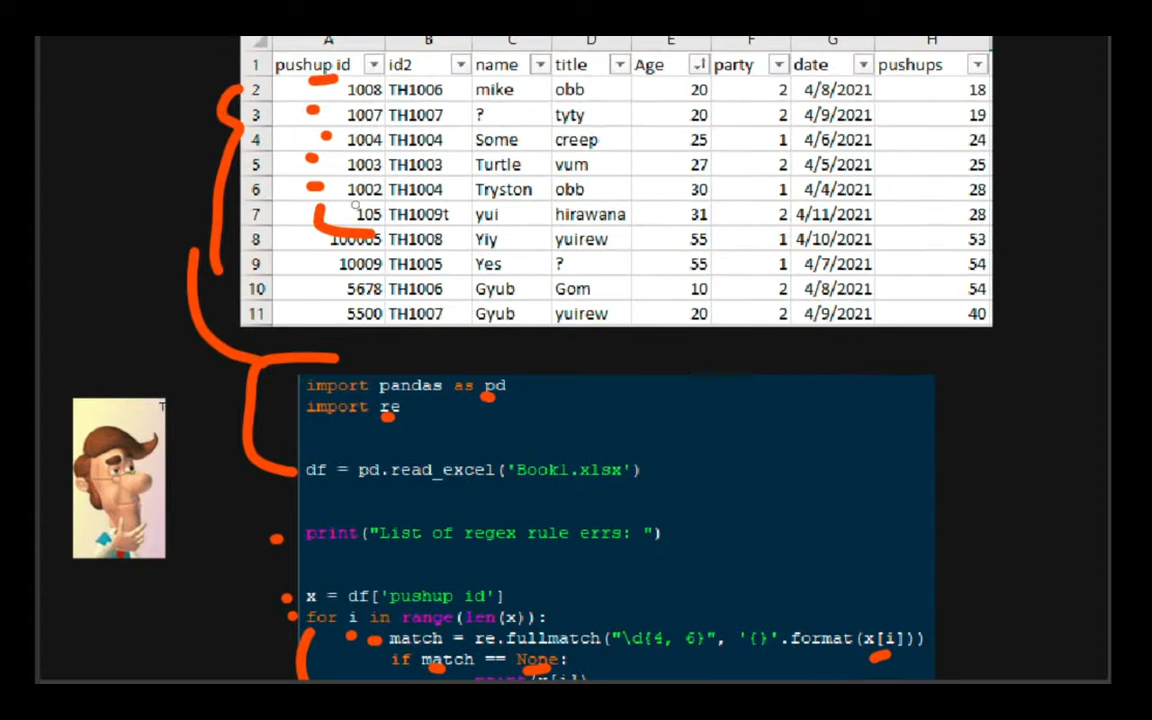 A B C D E F G H
1 pushup id id2 name title Age party date pushups
2 1008 TH1006 mike obb 20 2 4/8/2021 18
3 1007 TH1007 ? tyty 20 2 4/9/2021 19
4 1004 TH1004 Some creep 25 1 4/6/2021 24
5 1003 TH1003 Turtle vum 27 2 4/5/2021 25
6 1002 TH1004 Tryston obb 30 1 4/4/2021 28
7 105 TH1009t yui hirawana 31 2 4/11/2021 28
8 100005 TH1008 Yiy yuirew 55 1 4/10/2021 53
9 10009 TH1005 Yes ? 55 1 4/7/2021 54
10 5678 TH1006 Gyub Gom 10 2 4/8/2021 54
11 5500 TH1007 Gyub yuirew 20 2 4/9/2021 40
import pandas as pd
import re
df = pd.read_excel('Book1.xlsx')
print("List of regex rule errs: ")
x = df['pushup id']
for i in range(len(x)):
match = re.fullmatch("\d{4, 6}", '{}'.format(x[i]))
if match == None:
print(x[i])